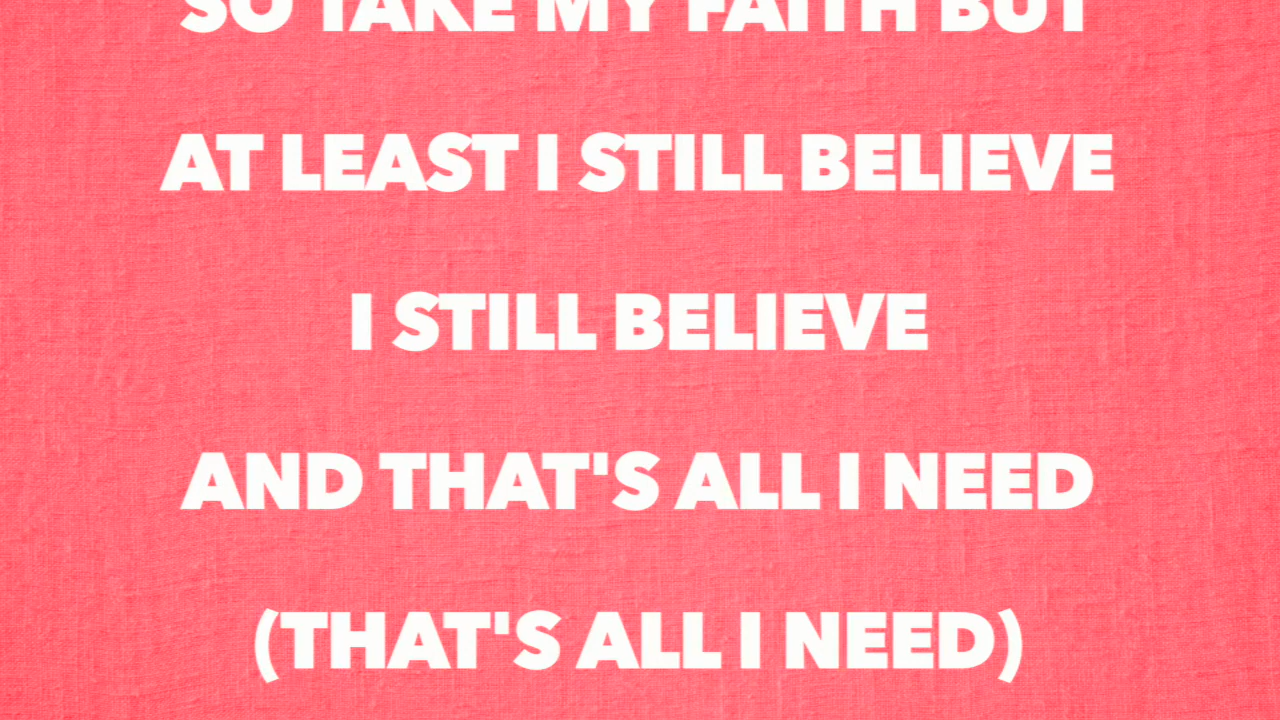 SO TAKE MY FAITH BUT
AT LEAST I STILL BELIEVE
I STILL BELIEVE
AND THAT'S ALL I NEED
(THAT'S ALL I NEED)